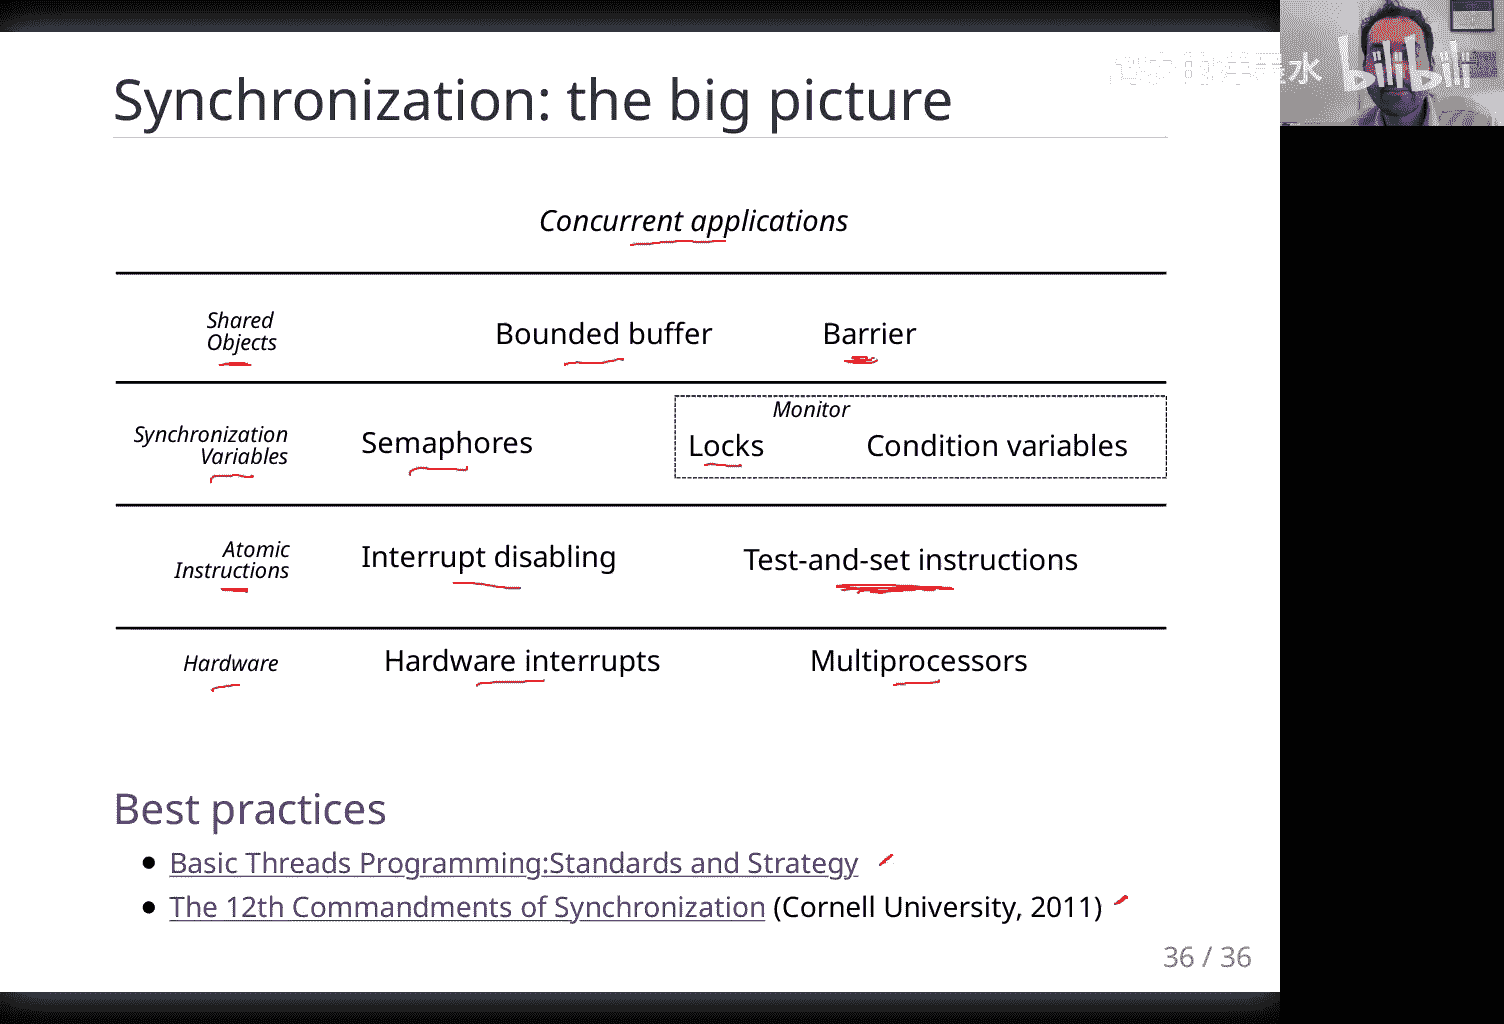 Synchronization: the big picture
水 bilibili
Concurrent applications
Shared
Objects
Bounded buffer
Barrier
Synchronization
Variables
Semaphores
Monitor
Locks
Condition variables
Atomic
Instructions
Interrupt disabling
Test-and-set instructions
Hardware
Hardware interrupts
Multiprocessors
Best practices
Basic Threads Programming:Standards and Strategy
The 12th Commandments of Synchronization (Cornell University, 2011)
36 / 36